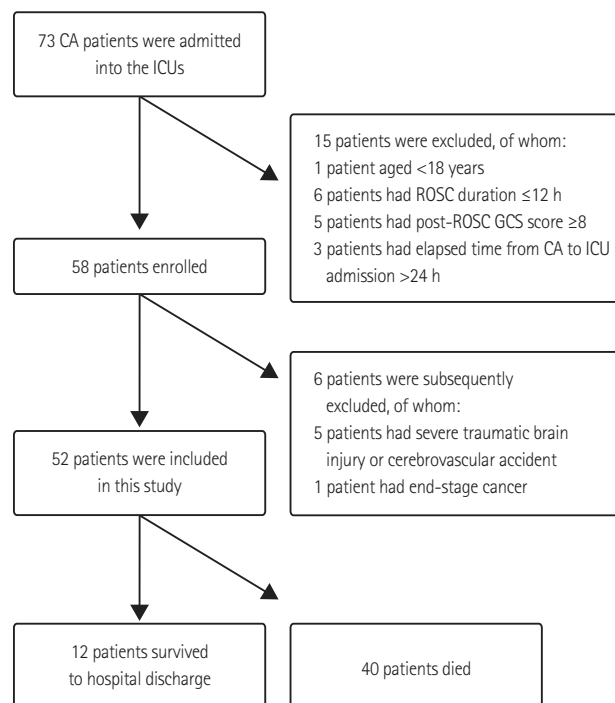 73 CA patients were admitted
into the ICUs
15 patients were excluded, of whom:
1 patient aged <18 years
6 patients had ROSC duration ≤12 h
5 patients had post-ROSC GCS score ≥8
3 patients had elapsed time from CA to ICU
admission >24 h
58 patients enrolled
6 patients were subsequently
excluded, of whom:
5 patients had severe traumatic brain
injury or cerebrovascular accident
1 patient had end-stage cancer
52 patients were included
in this study
12 patients survived
to hospital discharge
40 patients died